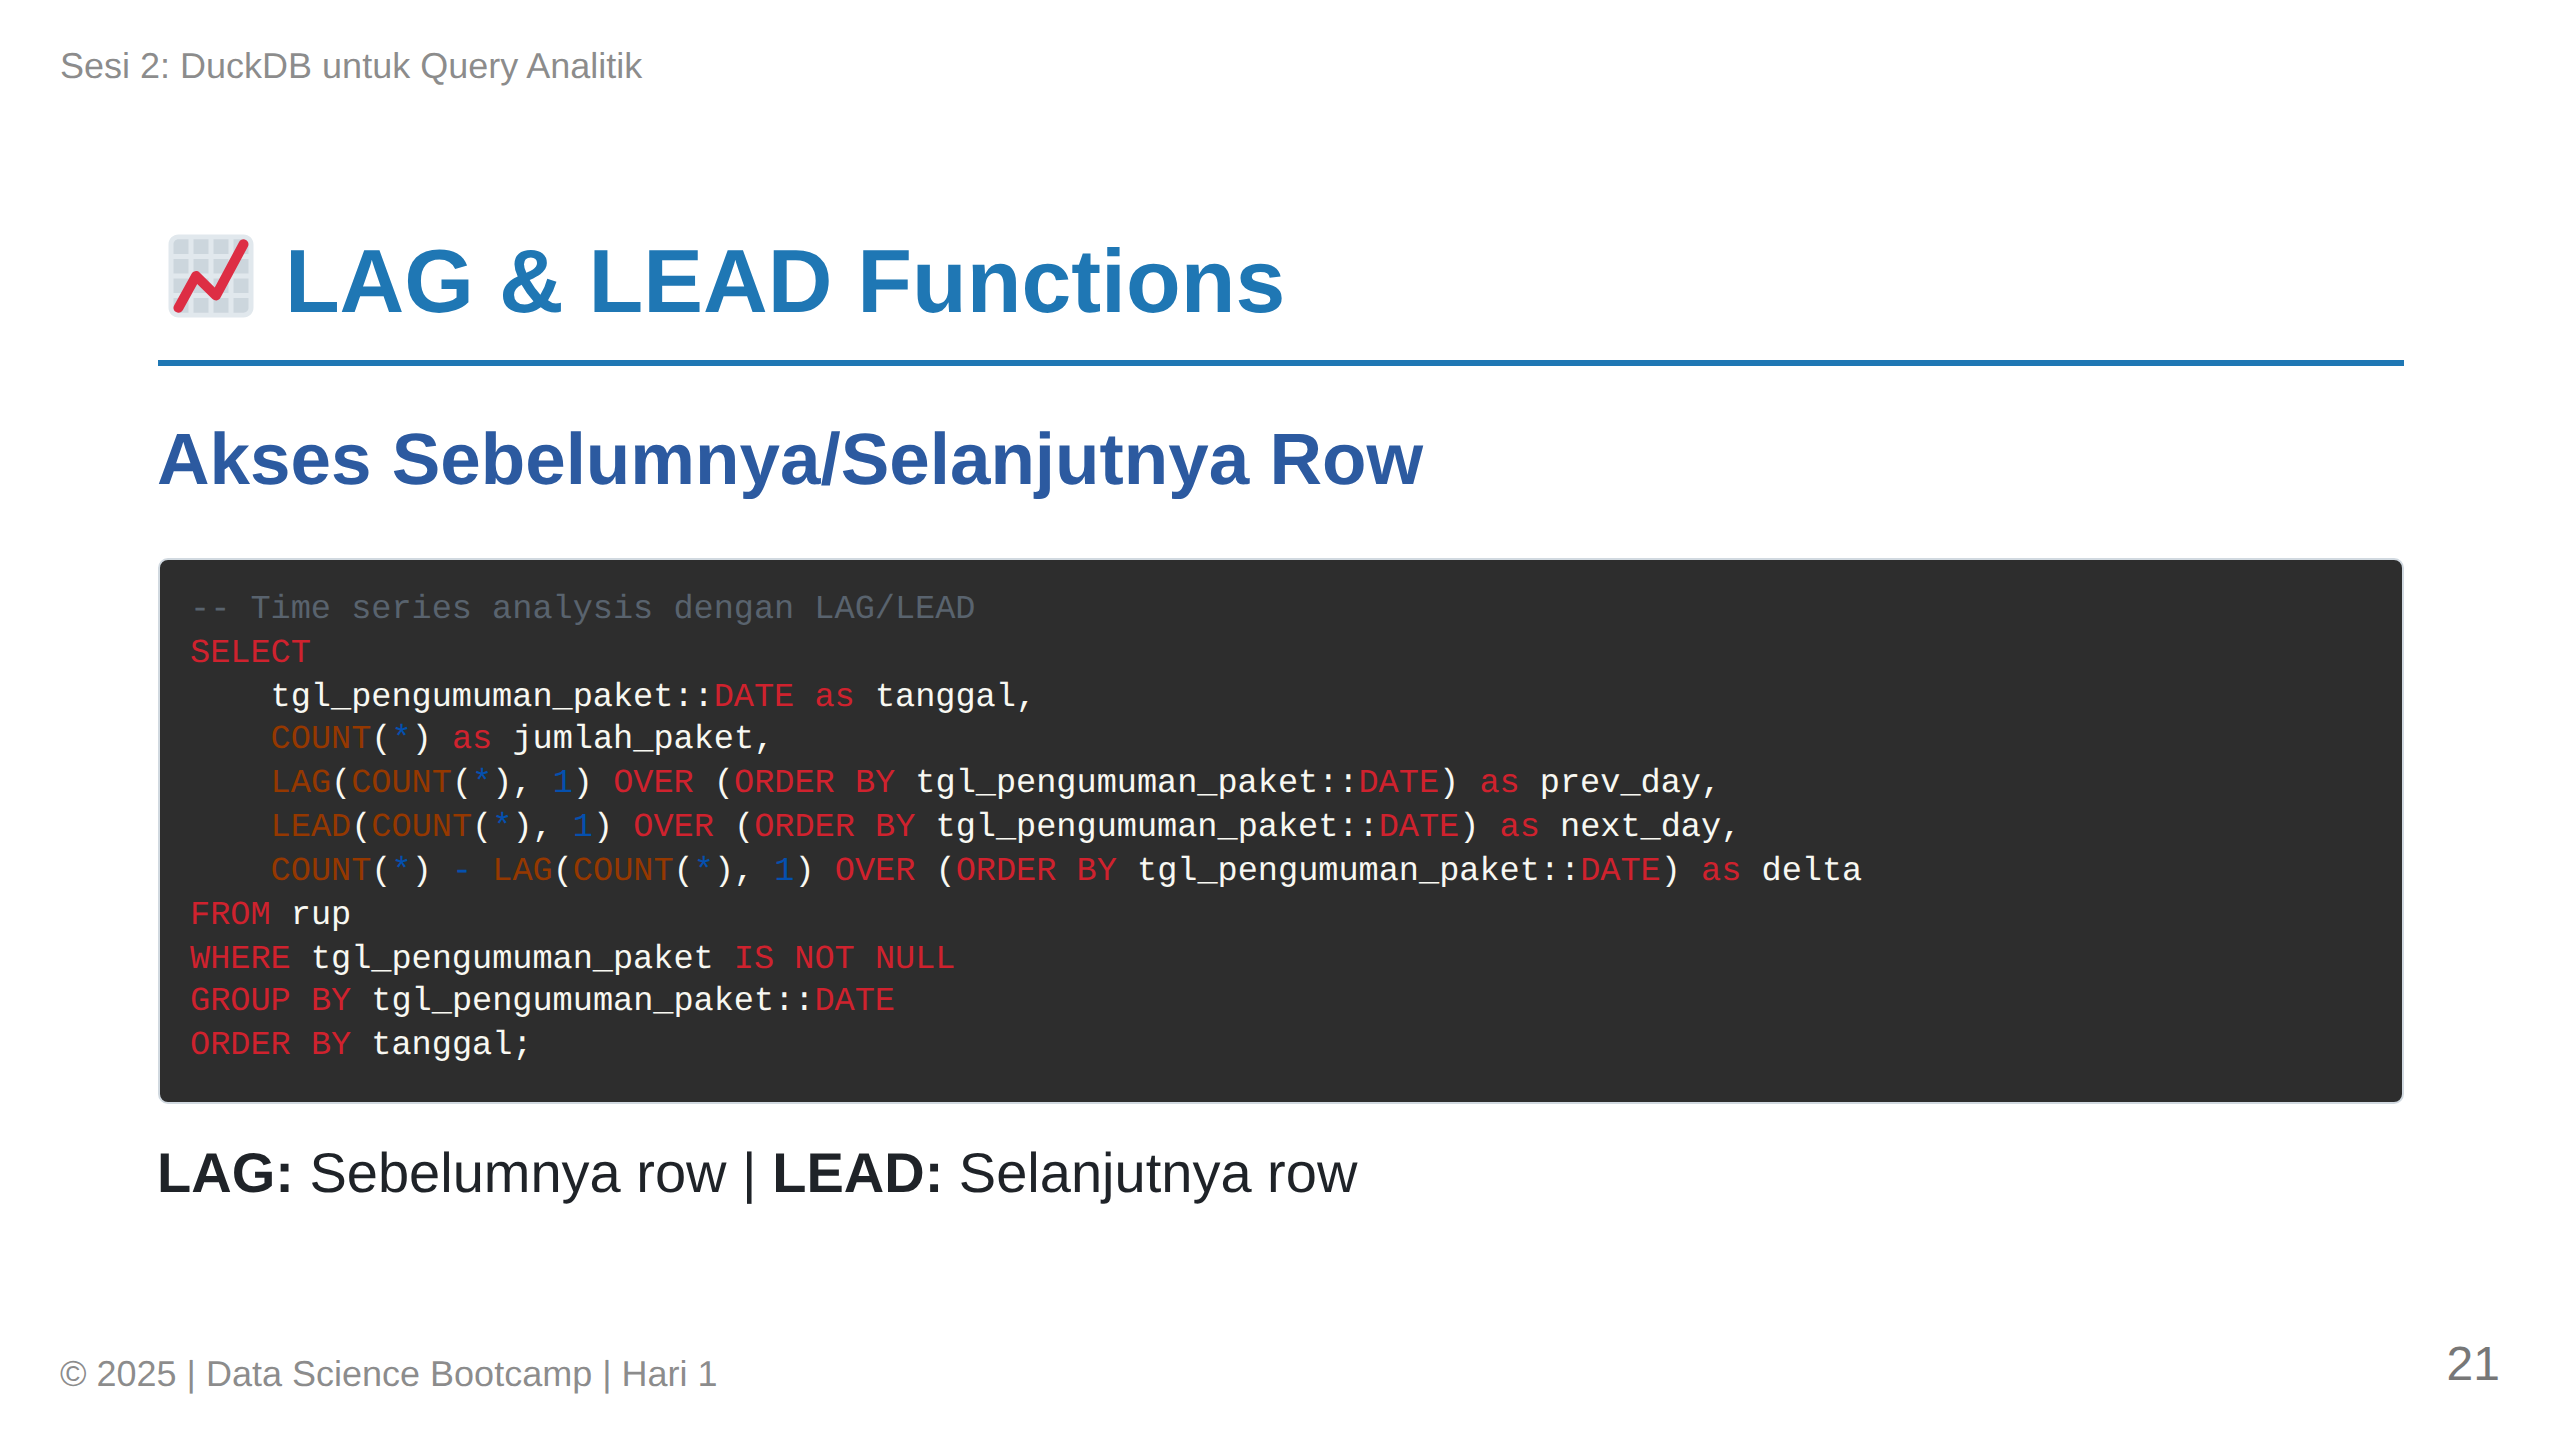 Sesi 2: DuckDB untuk Query Analitik
LAG & LEAD Functions
Akses Sebelumnya/Selanjutnya Row
-- Time series analysis dengan LAG/LEAD
SELECT
    tgl_pengumuman_paket::DATE as tanggal,
    COUNT(*) as jumlah_paket,
    LAG(COUNT(*), 1) OVER (ORDER BY tgl_pengumuman_paket::DATE) as prev_day,
    LEAD(COUNT(*), 1) OVER (ORDER BY tgl_pengumuman_paket::DATE) as next_day,
    COUNT(*) - LAG(COUNT(*), 1) OVER (ORDER BY tgl_pengumuman_paket::DATE) as delta
FROM rup
WHERE tgl_pengumuman_paket IS NOT NULL
GROUP BY tgl_pengumuman_paket::DATE
ORDER BY tanggal;
LAG: Sebelumnya row | LEAD: Selanjutnya row
© 2025 | Data Science Bootcamp | Hari 1
21